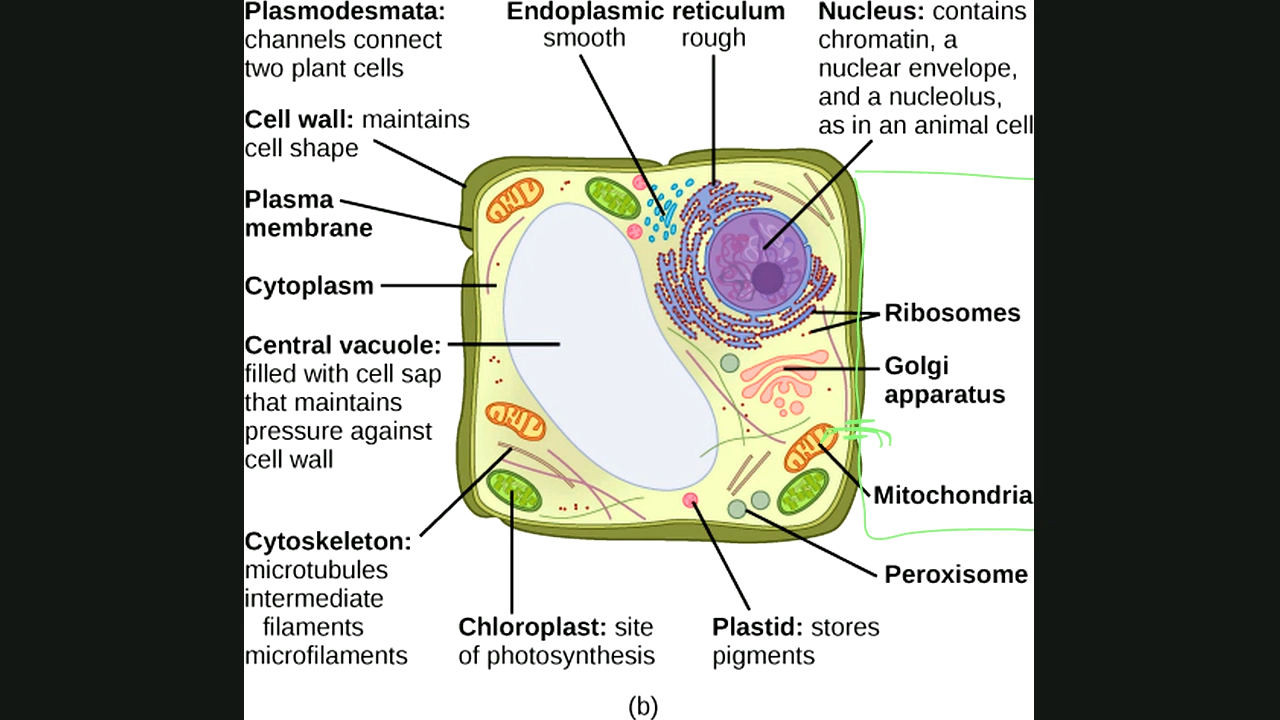 Plasmodesmata:
channels connect
two plant cells
Endoplasmic reticulum
smooth rough
Nucleus: contains
chromatin, a
nuclear envelope,
and a nucleolus,
as in an animal cell
Cell wall: maintains
cell shape
Plasma
membrane
Cytoplasm
Central vacuole:
filled with cell sap
that maintains
pressure against
cell wall
Ribosomes
Golgi
apparatus
Mitochondria
Peroxisome
Cytoskeleton:
microtubules
intermediate
filaments
microfilaments
Chloroplast: site
of photosynthesis
Plastid: stores
pigments
(b)